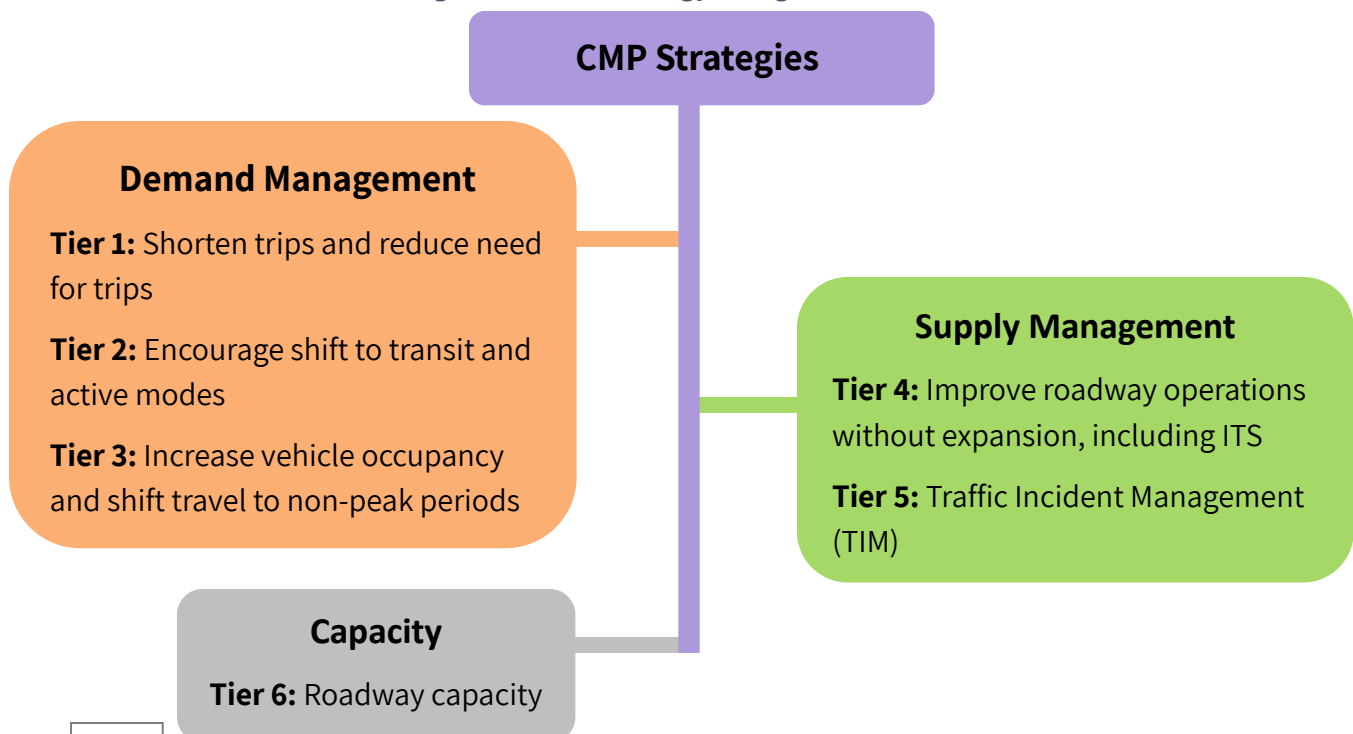 CMP Strategies
Demand Management
Tier 1: Shorten trips and reduce need
for trips
Tier 2: Encourage shift to transit and
active modes
Tier 3: Increase vehicle occupancy
and shift travel to non-peak periods
Supply Management
Tier 4: Improve roadway operations
without expansion, including ITS
Tier 5: Traffic Incident Management
(TIM)
Capacity
Tier 6: Roadway capacity